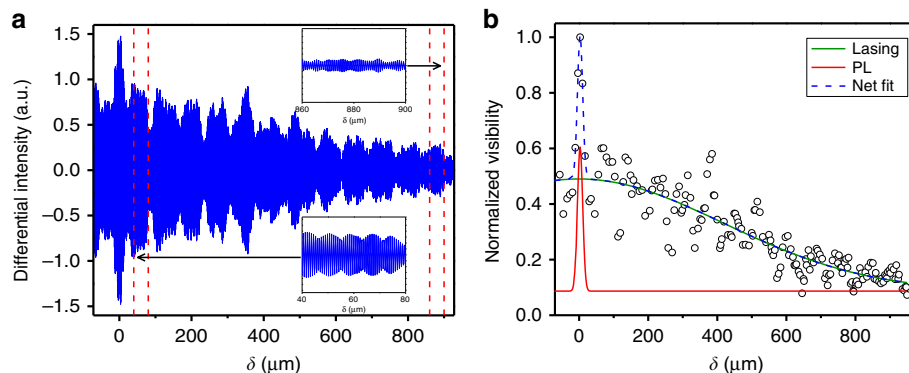 a
Differential intensity (a.u.)
1.5
1.0
0.5
0.0
−0.5
−1.0
−1.5
0 200 400 600 800
δ (μm)
860 880 900
δ (μm)
40 60 80
δ (μm)
b
Normalized visibility
1.0
0.8
0.6
0.4
0.2
0.0
0 200 400 600 800
δ (μm)
Lasing
PL
Net fit